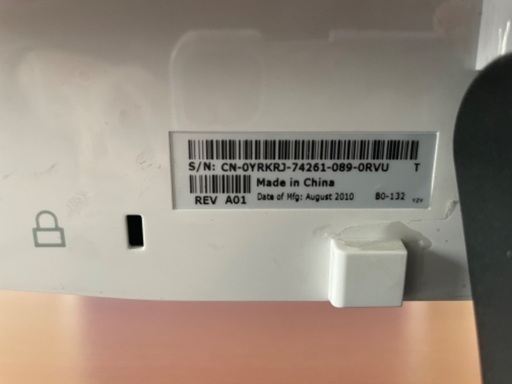 S/N: CN-0YRKRJ-74261-089-0RVU T
Made in China
REV A01 Date of Mfg: August 2010 B0-132